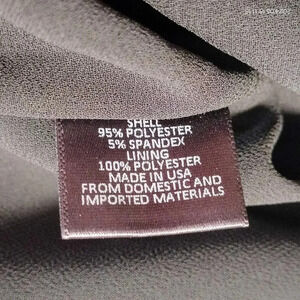 SHELL
95% POLYESTER
5% SPANDEX
LINING
100% POLYESTER
MADE IN USA
FROM DOMESTIC AND
IMPORTED MATERIALS